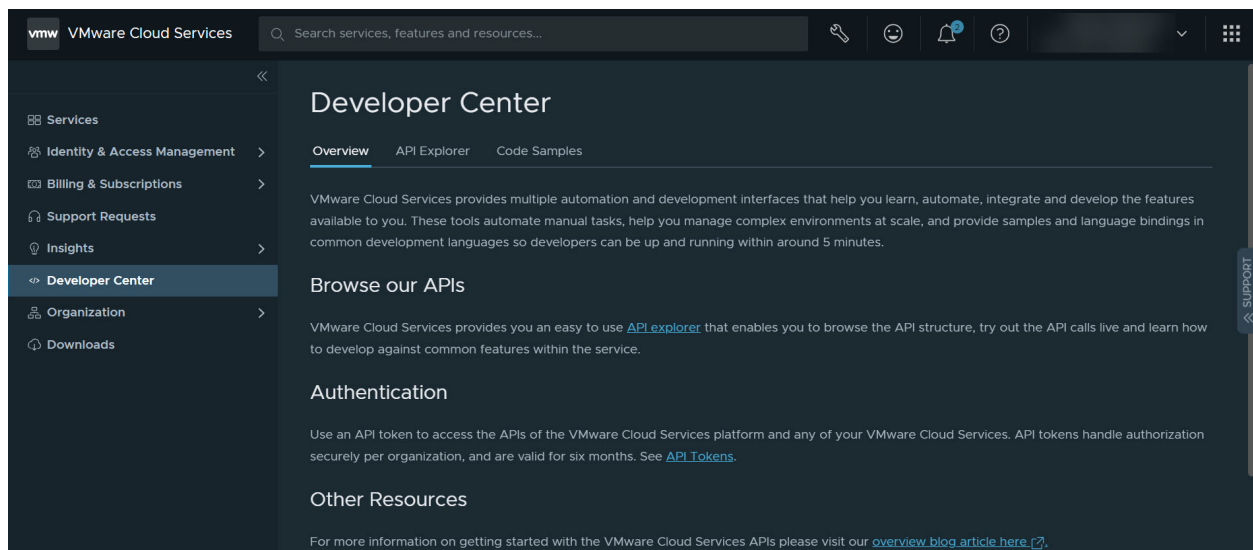 vmw VMware Cloud Services
Search services, features and resources...
2
Services
Identity & Access Management
Billing & Subscriptions
Support Requests
Insights
Developer Center
Organization
Downloads
Developer Center
Overview API Explorer Code Samples
VMware Cloud Services provides multiple automation and development interfaces that help you learn, automate, integrate and develop the features
available to you. These tools automate manual tasks, help you manage complex environments at scale, and provide samples and language bindings in
common development languages so developers can be up and running within around 5 minutes.
Browse our APIs
VMware Cloud Services provides you an easy to use API explorer that enables you to browse the API structure, try out the API calls live and learn how
to develop against common features within the service.
Authentication
Use an API token to access the APIs of the VMware Cloud Services platform and any of your VMware Cloud Services. API tokens handle authorization
securely per organization, and are valid for six months. See API Tokens.
Other Resources
For more information on getting started with the VMware Cloud Services APIs please visit our overview blog article here.
SUPPORT